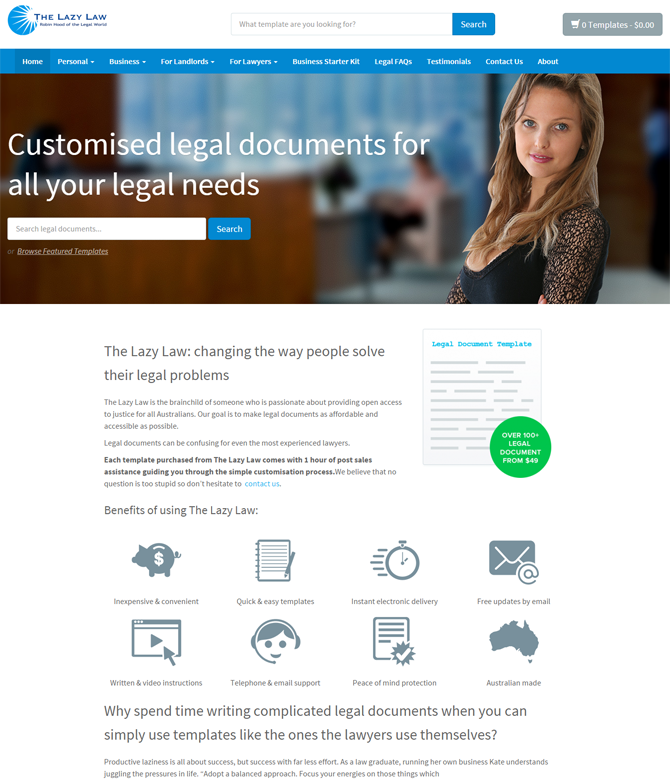 THE LAZY LAW
Robin Hood of the Legal World
What template are you looking for?
Search
0 Templates - $0.00
Home
Personal
Business
For Landlords
For Lawyers
Business Starter Kit
Legal FAQs
Testimonials
Contact Us
About
Customised legal documents for
all your legal needs
Search legal documents...
Search
or Browse Featured Templates
The Lazy Law: changing the way people solve
their legal problems
The Lazy Law is the brainchild of someone who is passionate about providing open access
to justice for all Australians. Our goal is to make legal documents as affordable and
accessible as possible.
Legal documents can be confusing for even the most experienced lawyers.
Each template purchased from The Lazy Law comes with 1 hour of post sales
assistance guiding you through the simple customisation process.We believe that no
question is too stupid so don't hesitate to contact us.
Legal Document Template
OVER 100+
LEGAL
DOCUMENT
FROM $49
Benefits of using The Lazy Law:
$
@
Inexpensive & convenient
Quick & easy templates
Instant electronic delivery
Free updates by email
Written & video instructions
Telephone & email support
Peace of mind protection
Australian made
Why spend time writing complicated legal documents when you can
simply use templates like the ones the lawyers use themselves?
Productive laziness is all about success, but success with far less effort. As a law graduate, running her own business Kate understands
juggling the pressures in life. "Adopt a balanced approach. Focus your energies on those things which